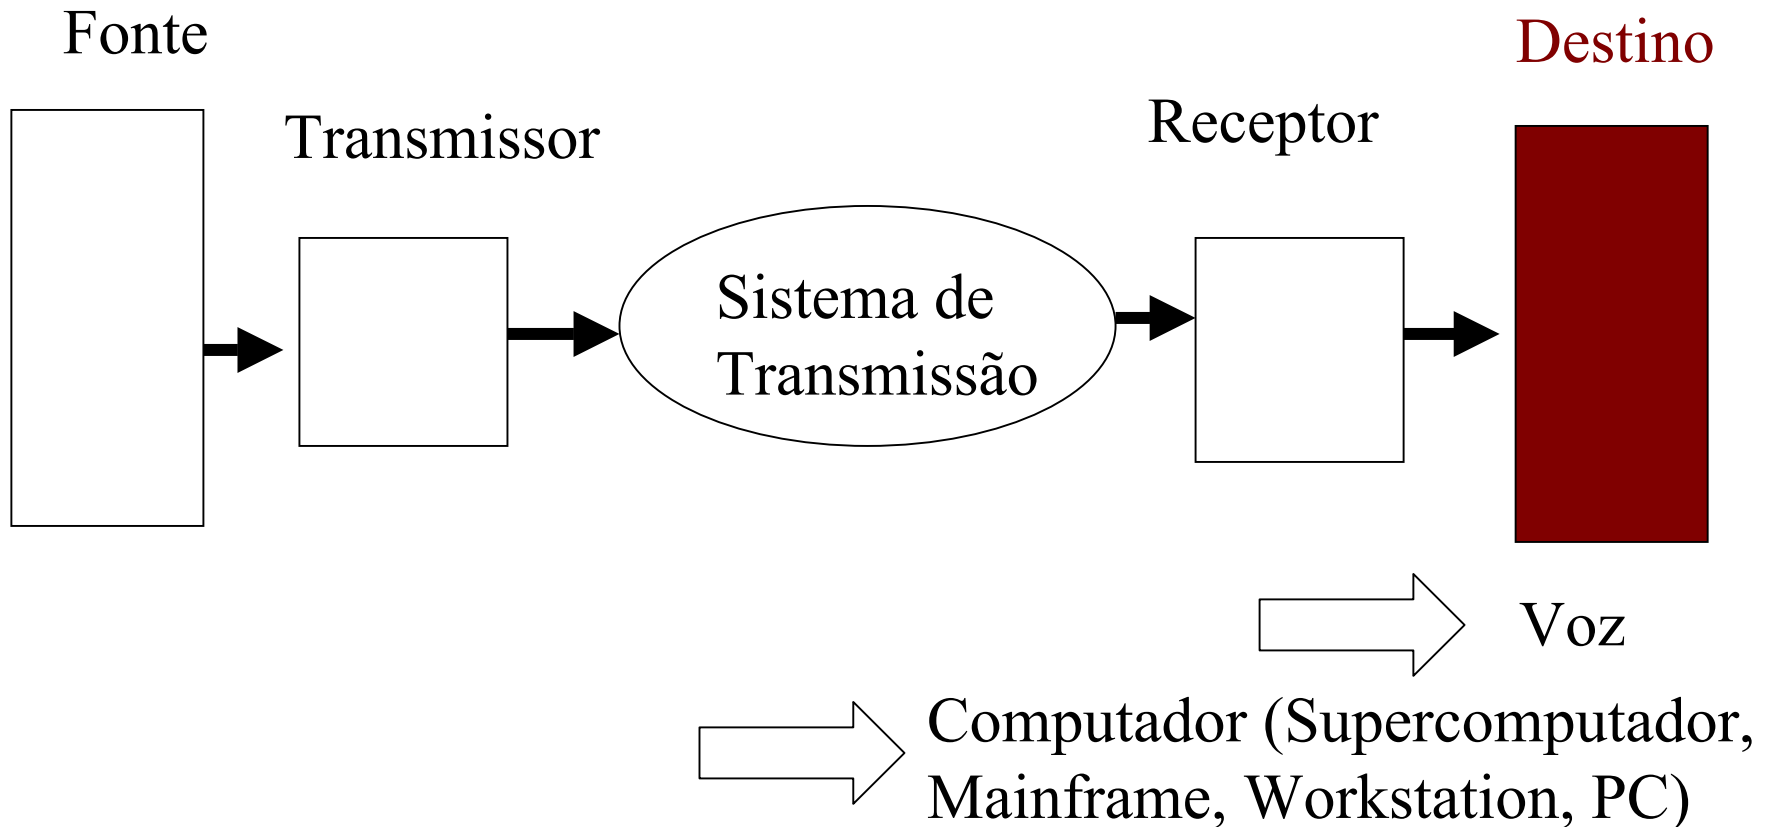 Fonte
Destino
Transmissor
Receptor
Sistema de
Transmissão
Voz
Computador (Supercomputador,
Mainframe, Workstation, PC)